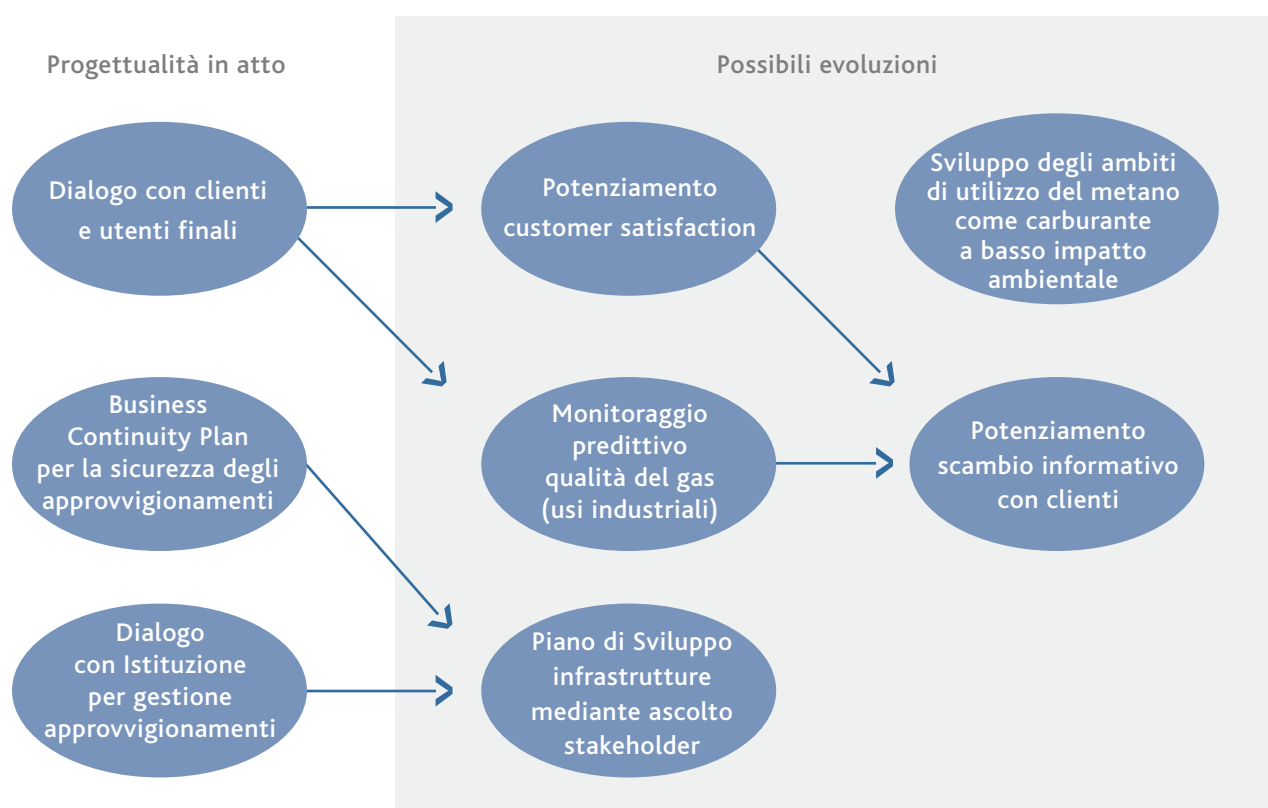 Progettualità in atto
Possibili evoluzioni
Dialogo con clienti
e utenti finali
Potenziamento
customer satisfaction
Sviluppo degli ambiti
di utilizzo del metano
come carburante
a basso impatto
ambientale
Business
Continuity Plan
per la sicurezza degli
approvvigionamenti
Monitoraggio
predittivo
qualità del gas
(usi industriali)
Potenziamento
scambio informativo
con clienti
Dialogo
con Istituzione
per gestione
approvvigionamenti
Piano di Sviluppo
infrastrutture
mediante ascolto
stakeholder